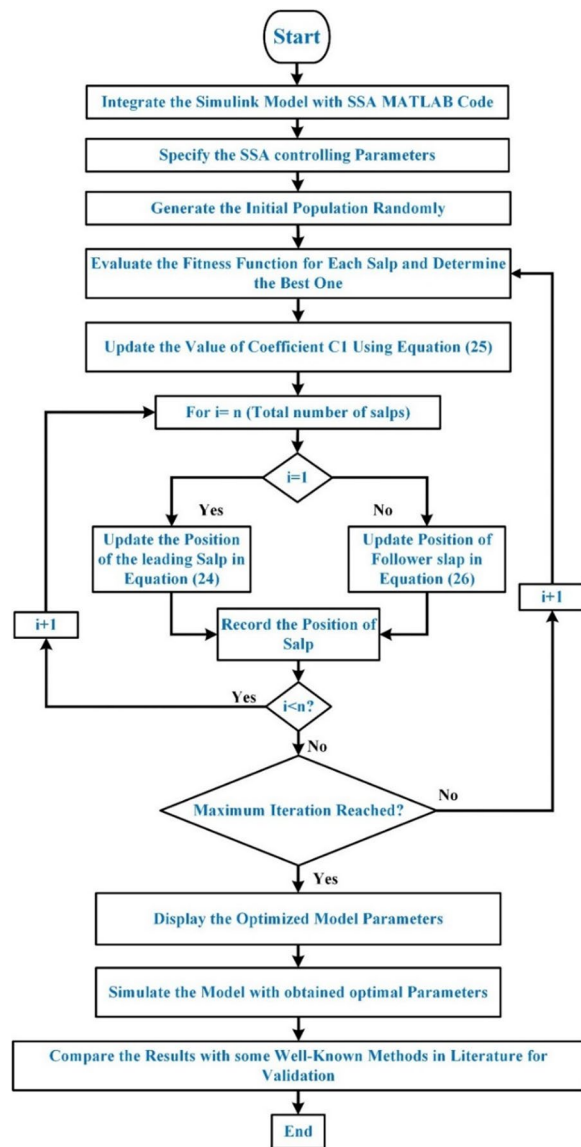 Start
Integrate the Simulink Model with SSA MATLAB Code
Specify the SSA controlling Parameters
Generate the Initial Population Randomly
Evaluate the Fitness Function for Each Salp and Determine
the Best One
Update the Value of Coefficient C1 Using Equation (25)
For i= n (Total number of salps)
i=1
Yes
No
Update the Position
of the leading Salp in
Equation (24)
Update Position of
Follower slap in
Equation (26)
i+1
i+1
Record the Position of
Salp
Yes
i<n?
No
Maximum Iteration Reached?
No
Yes
Display the Optimized Model Parameters
Simulate the Model with obtained optimal Parameters
Compare the Results with some Well-Known Methods in Literature for
Validation
End